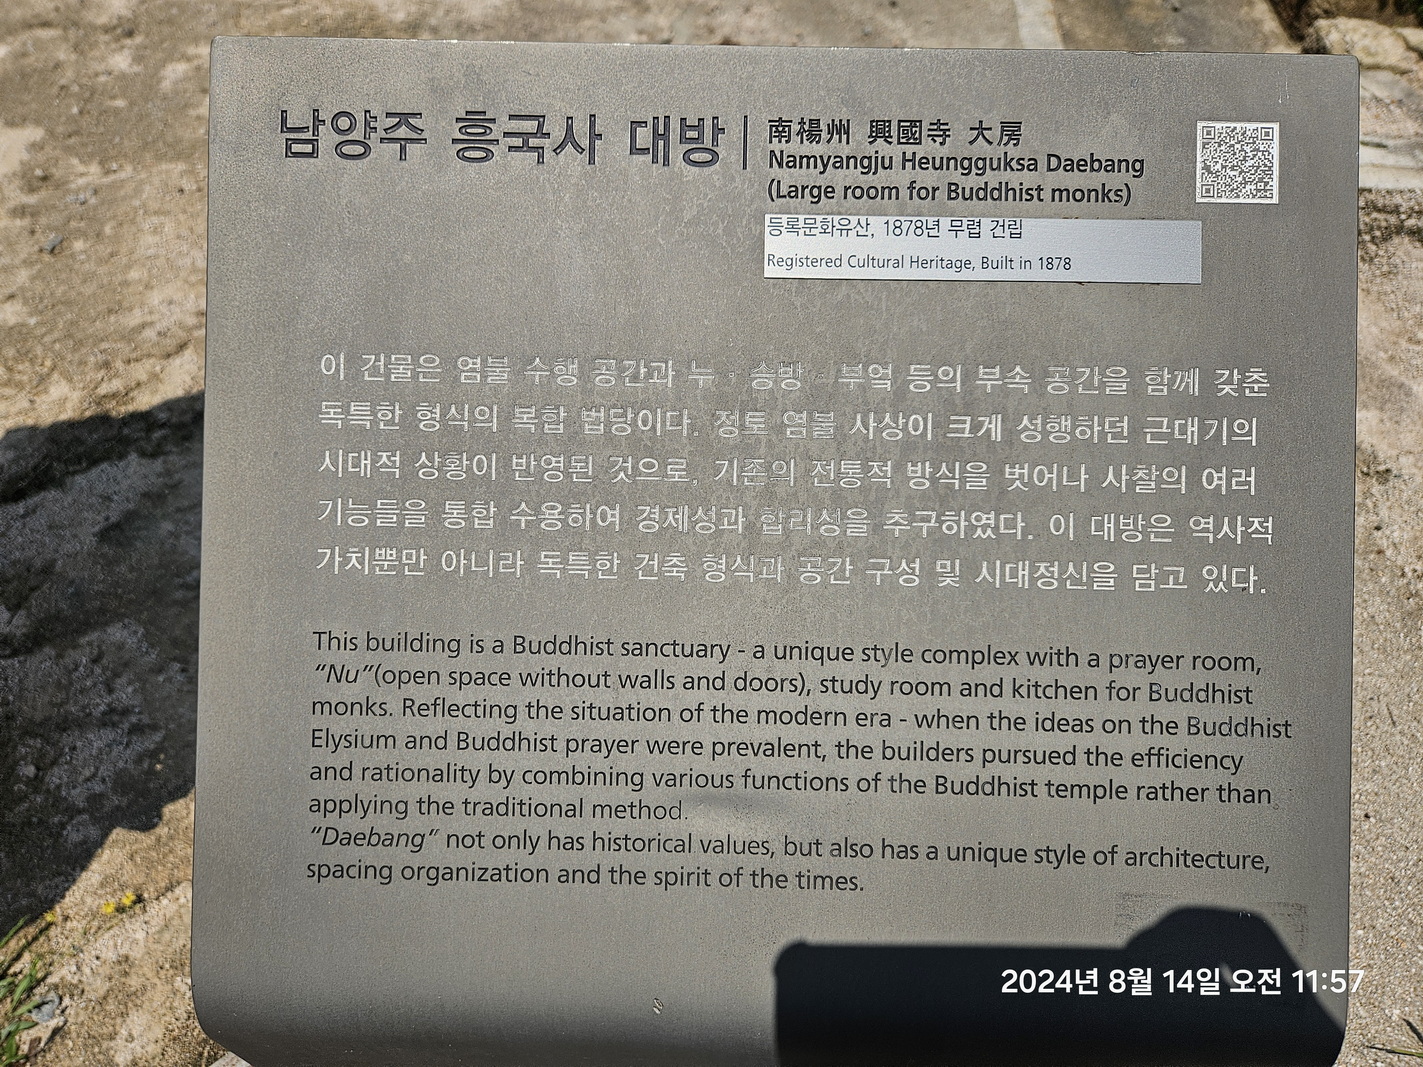 남양주 흥국사 대방
南楊州 興國寺 大房
Namyangju Heungguksa Daebang
(Large room for Buddhist monks)
등록문화유산, 1878년 무렵 건립
Registered Cultural Heritage, Built in 1878
이 건물은 염불 수행 공간과 누 · 승방 · 부엌 등의 부속 공간을 함께 갖춘
독특한 형식의 복합 법당이다. 정토 염불 사상이 크게 성행하던 근대기의
시대적 상황이 반영된 것으로, 기존의 전통적 방식을 벗어나 사찰의 여러
기능들을 통합 수용하여 경제성과 합리성을 추구하였다. 이 대방은 역사적
가치뿐만 아니라 독특한 건축 형식과 공간 구성 및 시대정신을 담고 있다.
This building is a Buddhist sanctuary - a unique style complex with a prayer room,
“Nu”(open space without walls and doors), study room and kitchen for Buddhist
monks. Reflecting the situation of the modern era - when the ideas on the Buddhist
Elysium and Buddhist prayer were prevalent, the builders pursued the efficiency
and rationality by combining various functions of the Buddhist temple rather than
applying the traditional method.
“Daebang” not only has historical values, but also has a unique style of architecture,
spacing organization and the spirit of the times.
2024년 8월 14일 오전 11:57